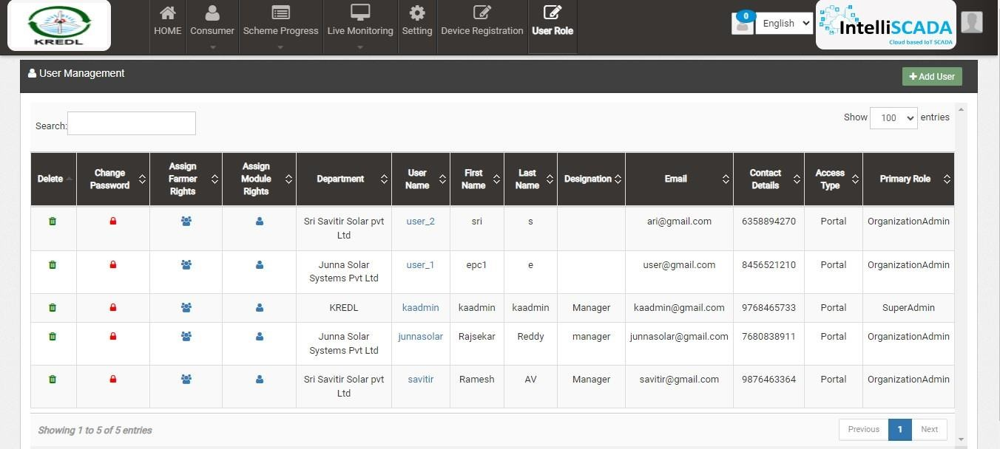 KREDL
HOME Consumer Scheme Progress Live Monitoring Setting Device Registration User Role
0 English
IntelliSCADA
Cloud based IoT SCADA
User Management
Add User
Search:
Show 100 entries
Delete Change Password Assign Farmer Rights Assign Module Rights Department User Name First Name Last Name Designation Email Contact Details Access Type Primary Role
Sri Savitir Solar pvt Ltd user_2 sri s ari@gmail.com 6358894270 Portal OrganizationAdmin
Junna Solar Systems Pvt Ltd user_1 epc1 e user@gmail.com 8456521210 Portal OrganizationAdmin
KREDL kaadmin kaadmin kaadmin Manager kaadmin@gmail.com 9768465733 Portal SuperAdmin
Junna Solar Systems Pvt Ltd junnasolar Rajsekar Reddy manager junnasolar@gmail.com 7680838911 Portal OrganizationAdmin
Sri Savitir Solar pvt Ltd savitir Ramesh AV Manager savitir@gmail.com 9876463364 Portal OrganizationAdmin
Showing 1 to 5 of 5 entries
Previous 1 Next